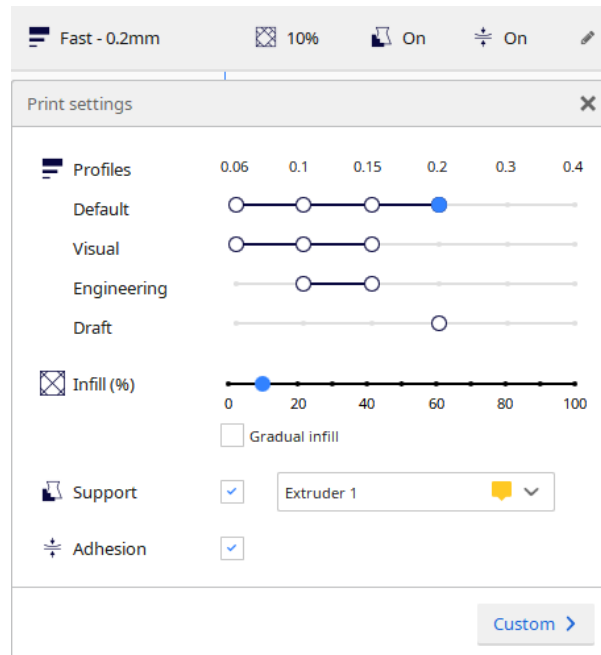 Fast - 0.2mm 10% On On
Print settings
Profiles 0.06 0.1 0.15 0.2 0.3 0.4
Default
Visual
Engineering
Draft
Infill (%)
0 20 40 60 80 100
Gradual infill
Support Extruder 1
Adhesion
Custom